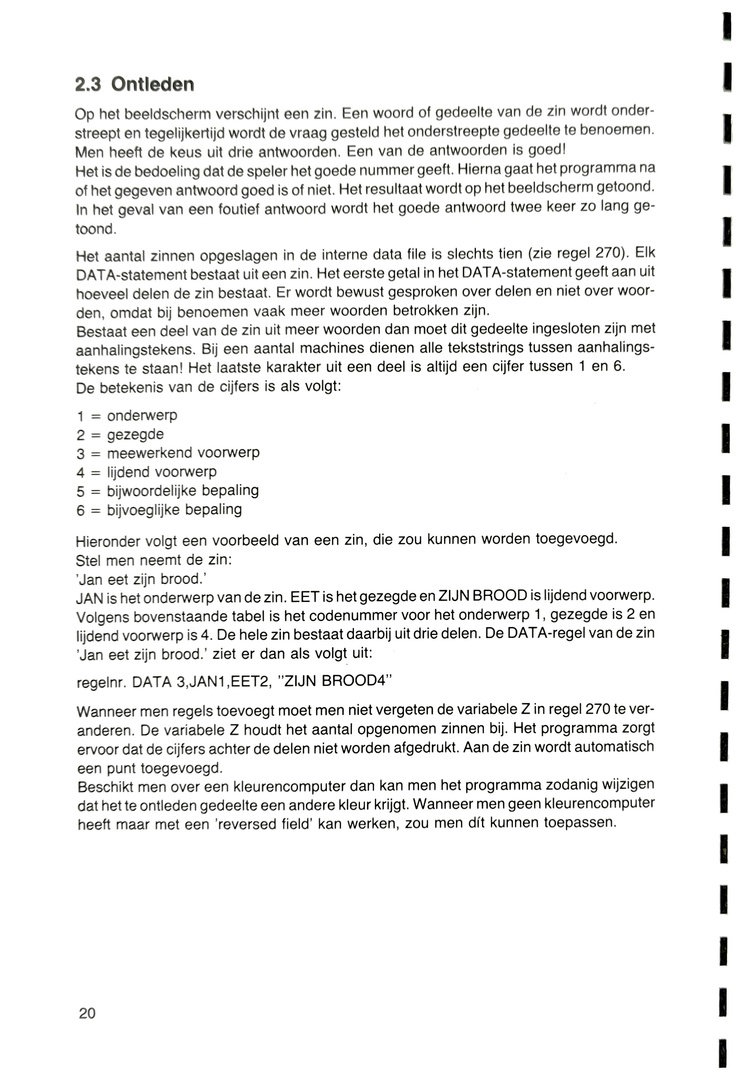 2.3 Ontleden
Op het beeldscherm verschijnt een zin. Een woord of gedeelte van de zin wordt onder-
streept en tegelijkertijd wordt de vraag gesteld het onderstreepte gedeelte te benoemen.
Men heeft de keus uit drie antwoorden. Een van de antwoorden is goed!
Het is de bedoeling dat de speler het goede nummer geeft. Hierna gaat het programma na
of het gegeven antwoord goed is of niet. Het resultaat wordt op het beeldscherm getoond.
In het geval van een foutief antwoord wordt het goede antwoord twee keer zo lang ge-
toond.
Het aantal zinnen opgeslagen in de interne data file is slechts tien (zie regel 270). Elk
DATA-statement bestaat uit een zin. Het eerste getal in het DATA-statement geeft aan uit
hoeveel delen de zin bestaat. Er wordt bewust gesproken over delen en niet over woor-
den, omdat bij benoemen vaak meer woorden betrokken zijn.
Bestaat een deel van de zin uit meer woorden dan moet dit gedeelte ingesloten zijn met
aanhalingstekens. Bij een aantal machines dienen alle tekststrings tussen aanhalings-
tekens te staan! Het laatste karakter uit een deel is altijd een cijfer tussen 1 en 6.
De betekenis van de cijfers is als volgt:
1 = onderwerp
2 = gezegde
3 = meewerkend voorwerp
4 = lijdend voorwerp
5 = bijwoordelijke bepaling
6 = bijvoeglijke bepaling
Hieronder volgt een voorbeeld van een zin, die zou kunnen worden toegevoegd.
Stel men neemt de zin:
'Jan eet zijn brood.'
JAN is het onderwerp van de zin. EET is het gezegde en ZIJN BROOD is lijdend voorwerp.
Volgens bovenstaande tabel is het codenummer voor het onderwerp 1, gezegde is 2 en
lijdend voorwerp is 4. De hele zin bestaat daarbij uit drie delen. De DATA-regel van de zin
'Jan eet zijn brood.' ziet er dan als volgt uit:
regelnr. DATA 3,JAN1,EET2, "ZIJN BROOD4"
Wanneer men regels toevoegt moet men niet vergeten de variabele Z in regel 270 te ver-
anderen. De variabele Z houdt het aantal opgenomen zinnen bij. Het programma zorgt
ervoor dat de cijfers achter de delen niet worden afgedrukt. Aan de zin wordt automatisch
een punt toegevoegd.
Beschikt men over een kleurencomputer dan kan men het programma zodanig wijzigen
dat het te ontleden gedeelte een andere kleur krijgt. Wanneer men geen kleurencomputer
heeft maar met een 'reversed field' kan werken, zou men dít kunnen toepassen.
20